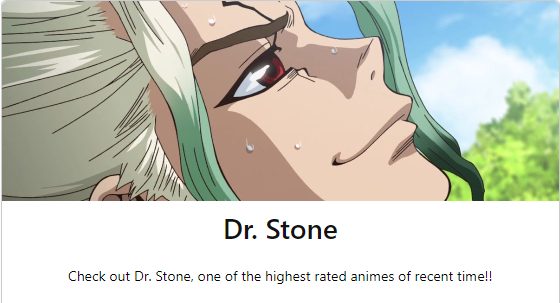 Dr. Stone
Check out Dr. Stone, one of the highest rated animes of recent time!!